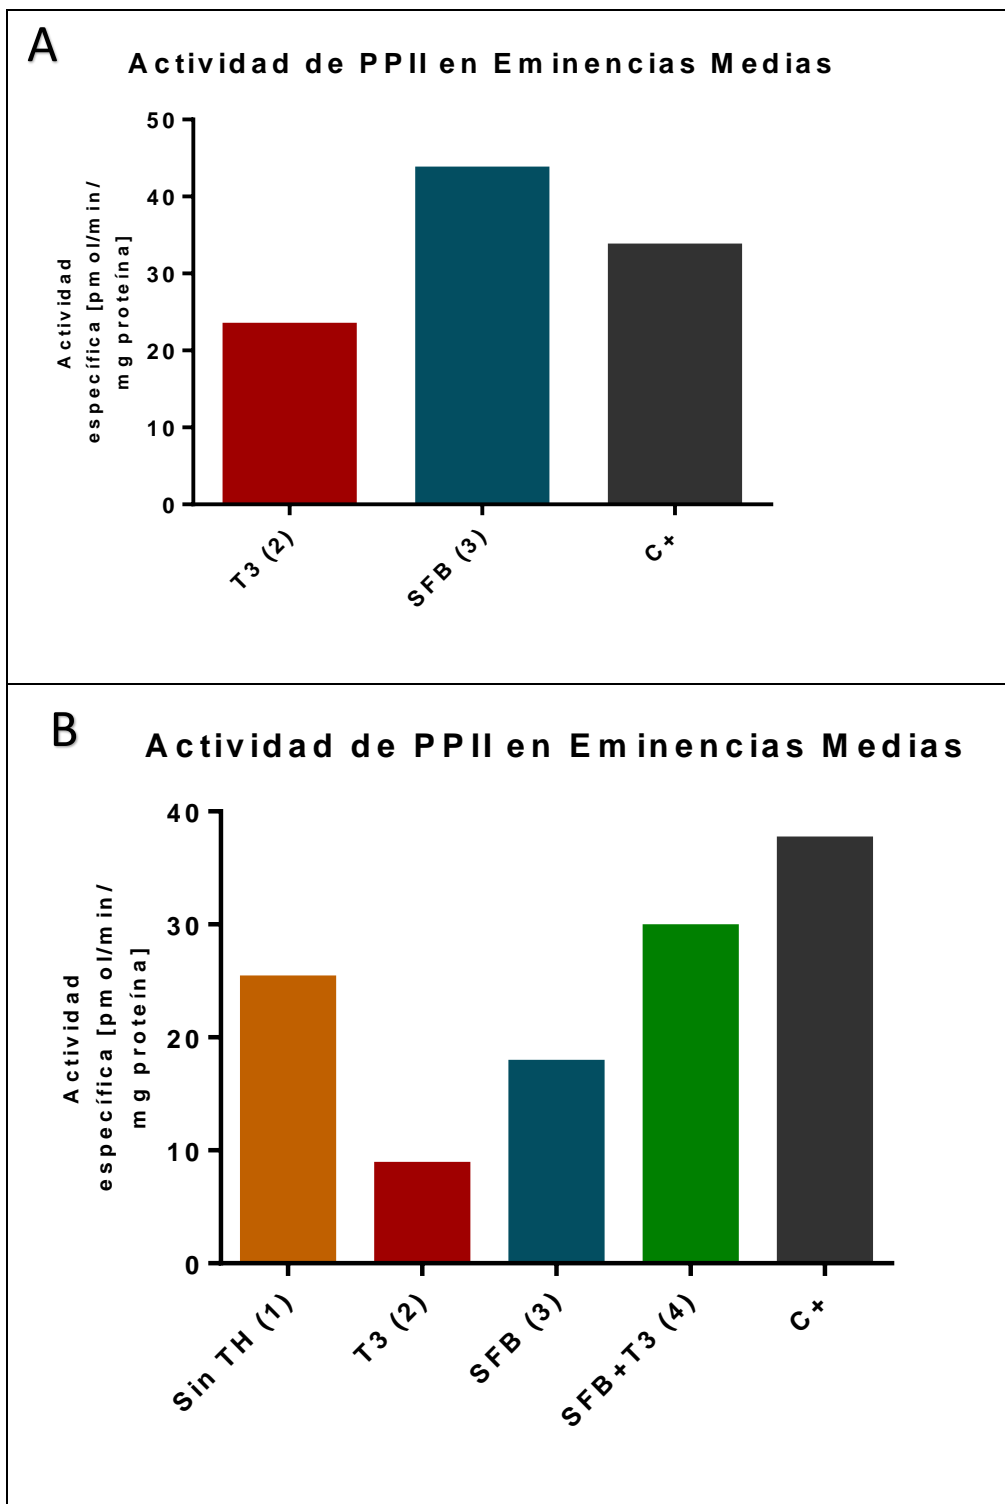 A
Actividad de PPII en Eminencias Medias
Actividad
específica [pmol/min/
mg proteína]
50
40
30
20
10
0
T3 (2)
SFB (3)
C+
B
Actividad de PPII en Eminencias Medias
Actividad
específica [pmol/min/
mg proteína]
40
30
20
10
0
Sin TH (1)
T3 (2)
SFB (3)
SFB+T3 (4)
C+